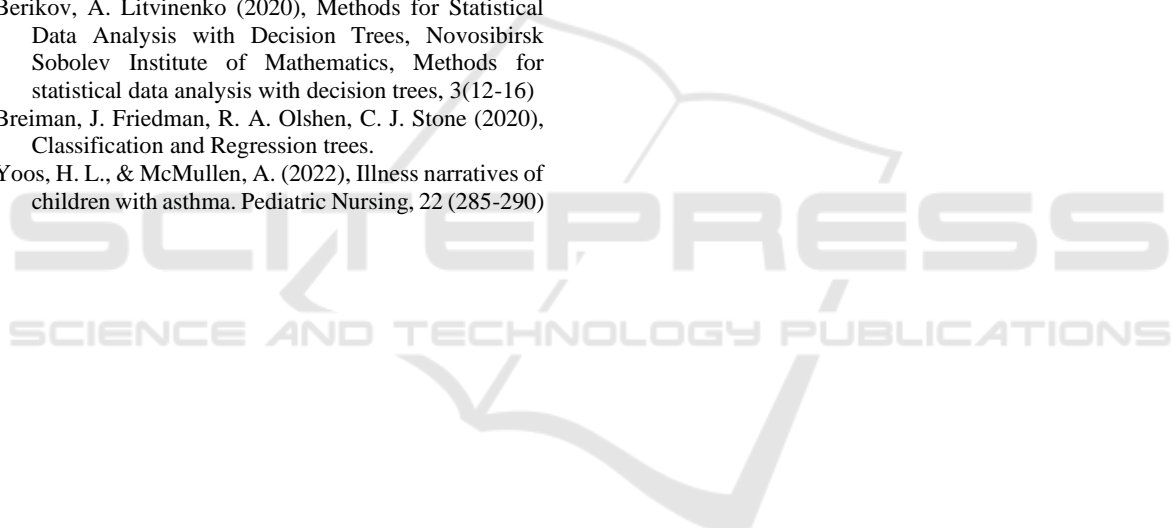 Berikov, A. Litvinenko (2020), Methods for Statistical
Data Analysis with Decision Trees, Novosibirsk
Sobolev Institute of Mathematics, Methods for
statistical data analysis with decision trees, 3(12-16)
Breiman, J. Friedman, R. A. Olshen, C. J. Stone (2020),
Classification and Regression trees.
Yoos, H. L., & McMullen, A. (2022), Illness narratives of
children with asthma. Pediatric Nursing, 22 (285-290)
SCITEPRESS
SCIENCE AND TECHNOLOGY PUBLICATIONS